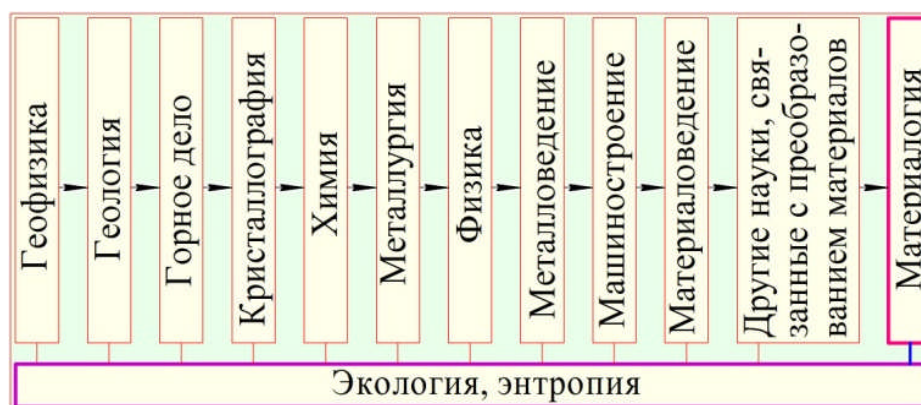 Геофизика
Геология
Горное дело
Кристаллография
Химия
Металлургия
Физика
Металловедение
Машиностроение
Материаловедение
Другие науки, свя-
занные с преобразо-
ванием материалов
Материалогия
Экология, энтропия